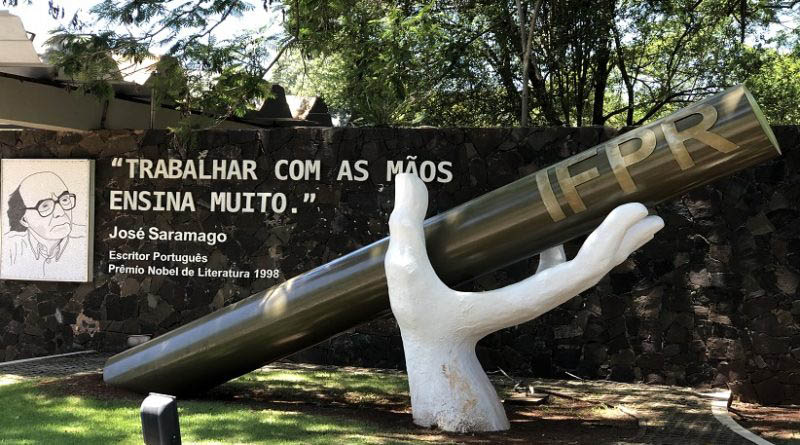 “TRABALHAR COM AS MÃOS
ENSINA MUITO.”
José Saramago
Escritor Português
Prêmio Nobel de Literatura 1998
IFPR